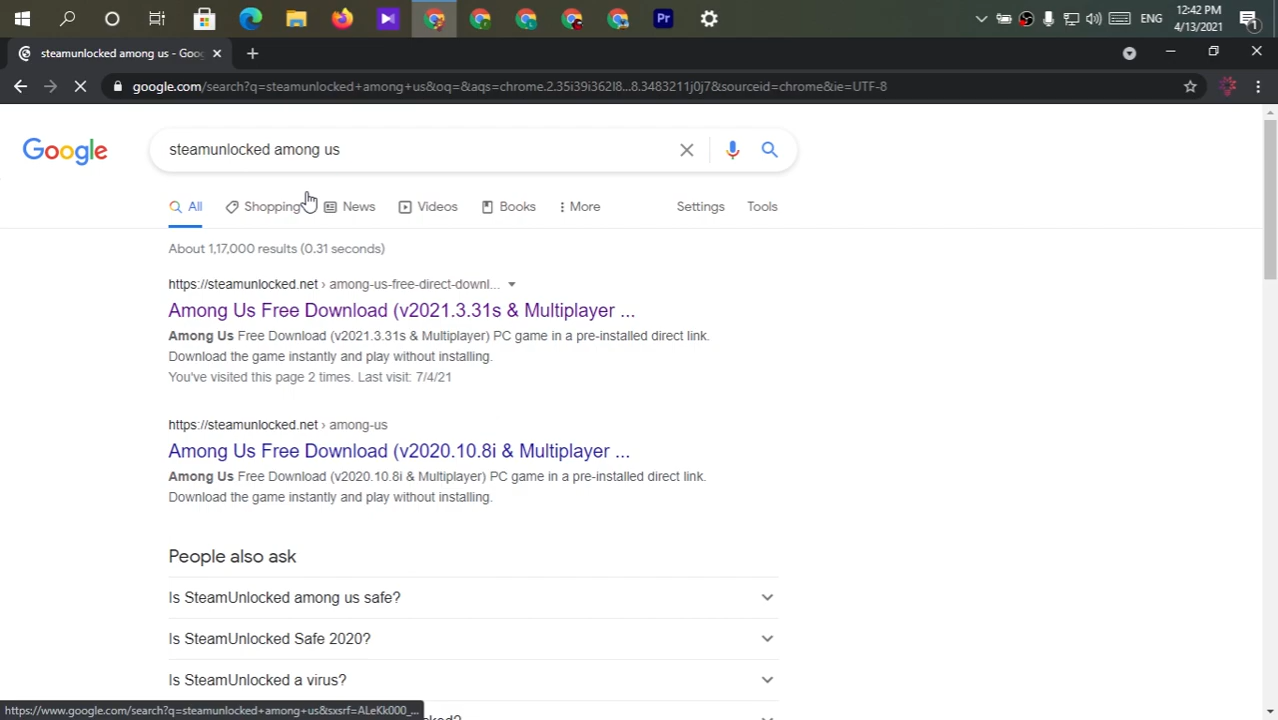 Pr
ENG
12:42 PM
4/13/2021
1
steamunlocked among us - Goo
google.com/search?q=steamunlocked+among+us&oq=&aqs=chrome.2.35i39i362l8...8.3483211j0j7&sourceid=chrome&ie=UTF-8
Google
steamunlocked among us
All
Shopping
News
Videos
Books
More
Settings
Tools
About 1,17,000 results (0.31 seconds)
https://steamunlocked.net › among-us-free-direct-downl...
Among Us Free Download (v2021.3.31s & Multiplayer ...
Among Us Free Download (v2021.3.31s & Multiplayer) PC game in a pre-installed direct link.
Download the game instantly and play without installing.
You've visited this page 2 times. Last visit: 7/4/21
https://steamunlocked.net › among-us
Among Us Free Download (v2020.10.8i & Multiplayer ...
Among Us Free Download (v2020.10.8i & Multiplayer) PC game in a pre-installed direct link.
Download the game instantly and play without installing.
People also ask
Is SteamUnlocked among us safe?
Is SteamUnlocked Safe 2020?
Is SteamUnlocked a virus?
https://www.google.com/search?q=steamunlocked+among+us&sxsrf=ALeKk000_...